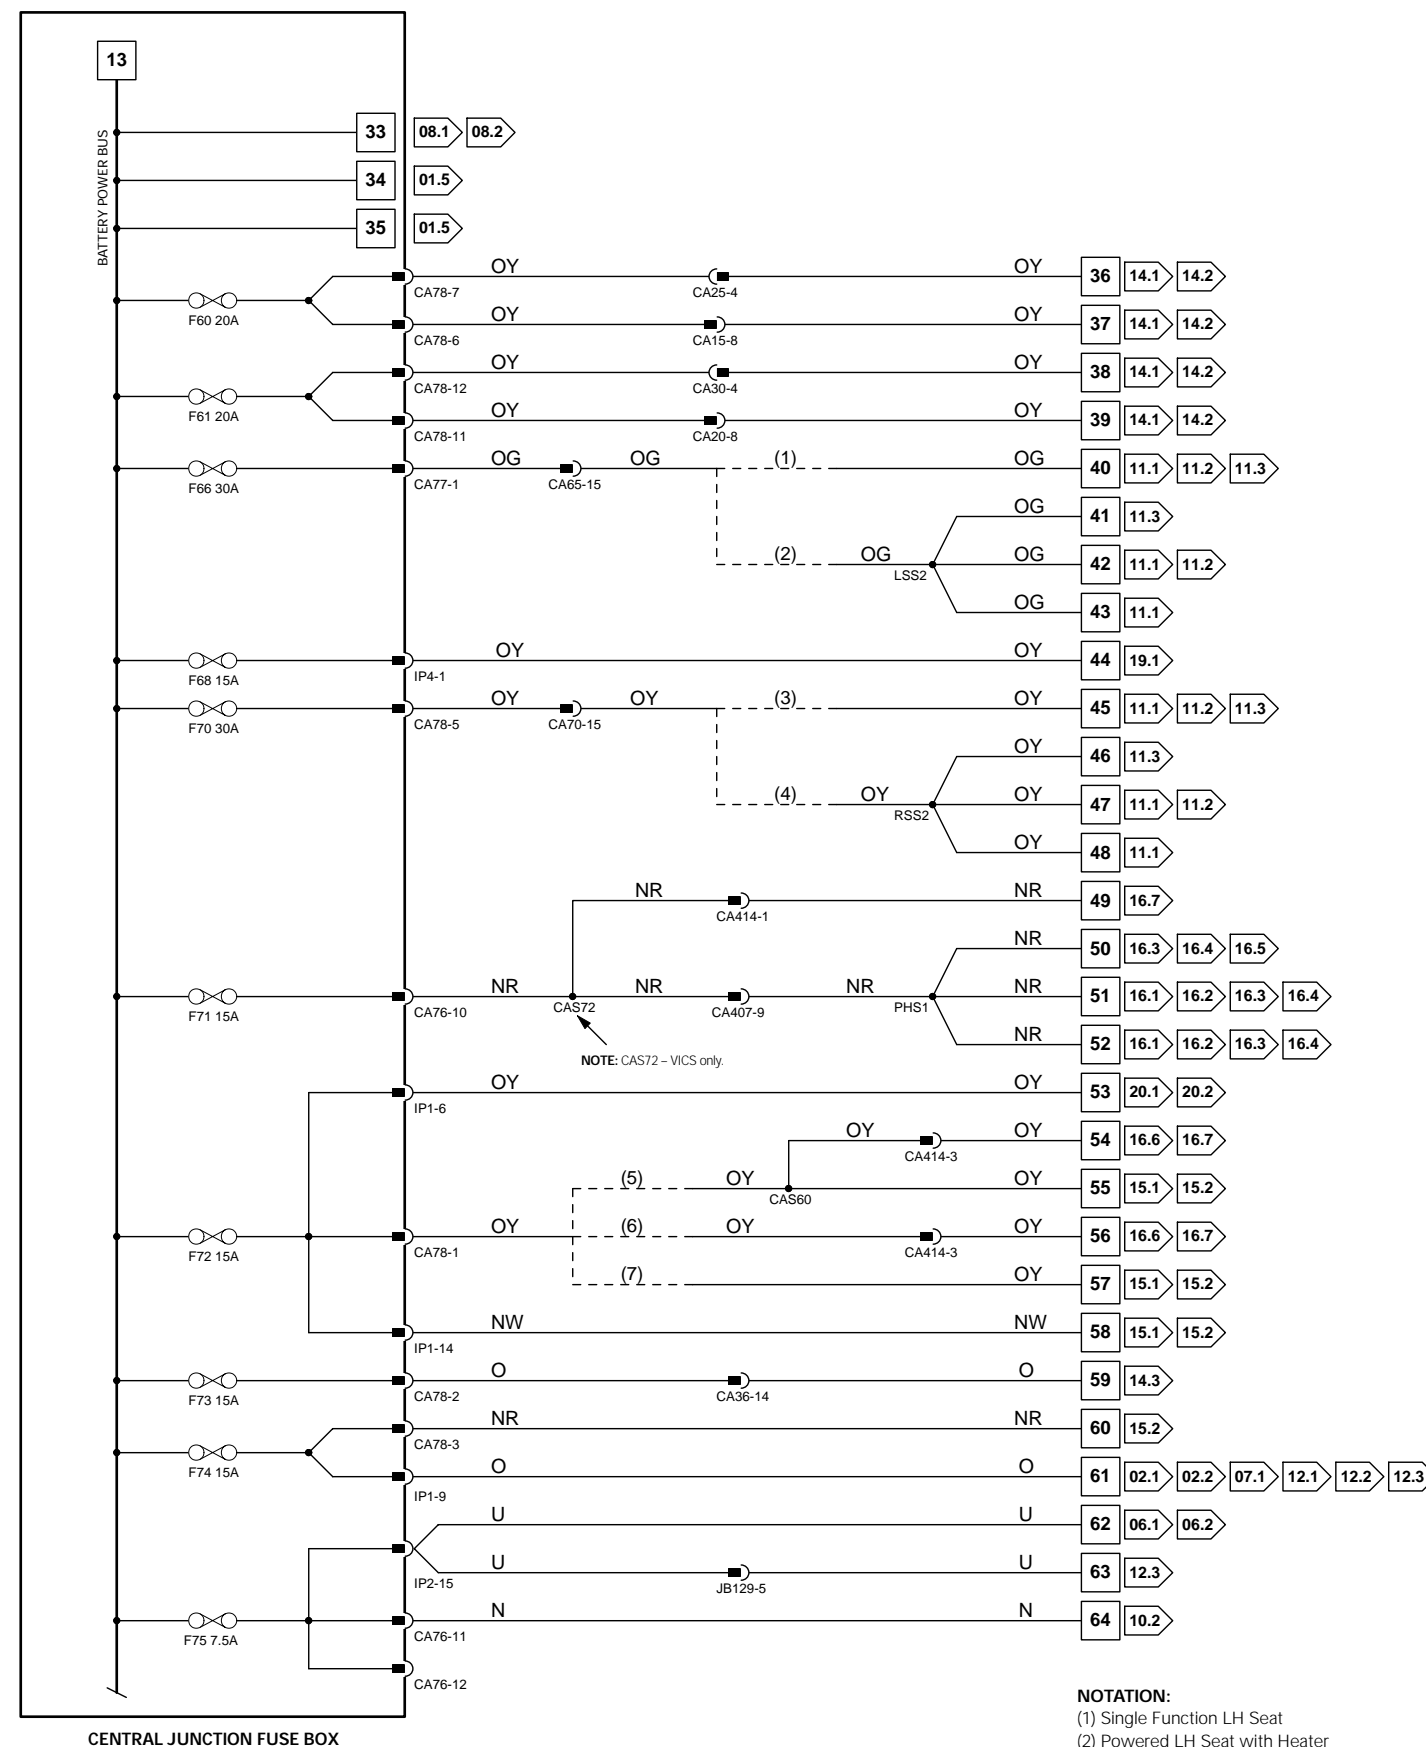 13
BATTERY POWER BUS
33 08.1 08.2
34 01.5
35 01.5
OY OY 36 14.1 14.2
CA78-7 CA25-4
F60 20A
OY OY 37 14.1 14.2
CA78-6 CA15-8
OY OY 38 14.1 14.2
CA78-12 CA30-4
F61 20A
OY OY 39 14.1 14.2
CA78-11 CA20-8
OG OG (1) OG 40 11.1 11.2 11.3
F66 30A CA77-1 CA65-15
OG 41 11.3
(2) OG OG 42 11.1 11.2
LSS2
OG 43 11.1
OY OY 44 19.1
F68 15A IP4-1
OY OY (3) OY 45 11.1 11.2 11.3
F70 30A CA78-5 CA70-15
OY 46 11.3
(4) OY OY 47 11.1 11.2
RSS2
OY 48 11.1
NR NR 49 16.7
CA414-1
NR 50 16.3 16.4 16.5
NR NR NR NR 51 16.1 16.2 16.3 16.4
F71 15A CA76-10 CAS72 CA407-9 PHS1
NR 52 16.1 16.2 16.3 16.4
NOTE: CAS72 – VICS only.
OY OY 53 20.1 20.2
IP1-6
OY OY 54 16.6 16.7
CA414-3
(5) OY OY 55 15.1 15.2
CAS60
OY (6) OY OY 56 16.6 16.7
F72 15A CA78-1 CA414-3
(7) OY 57 15.1 15.2
NW NW 58 15.1 15.2
IP1-14
O O 59 14.3
F73 15A CA78-2 CA36-14
NR NR 60 15.2
CA78-3
F74 15A
O O 61 02.1 02.2 07.1 12.1 12.2 12.3
IP1-9
U U 62 06.1 06.2
U U 63 12.3
IP2-15 JB129-5
N N 64 10.2
F75 7.5A CA76-11
CA76-12
CENTRAL JUNCTION FUSE BOX
NOTATION:
(1) Single Function LH Seat
(2) Powered LH Seat with Heater